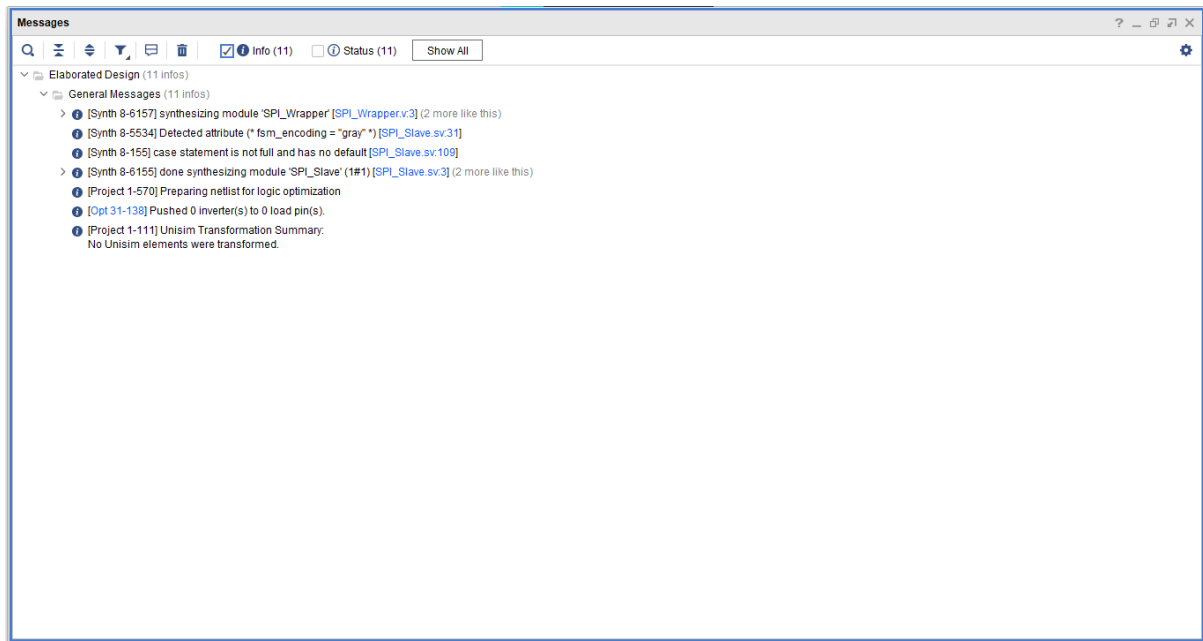 Messages
Info (11) Status (11) Show All
Elaborated Design (11 infos)
General Messages (11 infos)
[Synth 8-6157] synthesizing module 'SPI_Wrapper' [SPI_Wrapper.v:3] (2 more like this)
[Synth 8-5534] Detected attribute (* fsm_encoding = "gray" *) [SPI_Slave.sv:31]
[Synth 8-155] case statement is not full and has no default [SPI_Slave.sv:109]
[Synth 8-6155] done synthesizing module 'SPI_Slave' (1#1) [SPI_Slave.sv:3] (2 more like this)
[Project 1-570] Preparing netlist for logic optimization
[Opt 31-138] Pushed 0 inverter(s) to 0 load pin(s).
[Project 1-111] Unisim Transformation Summary:
No Unisim elements were transformed.